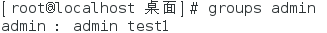 [root@localhost 桌面]# groups admin
admin : admin test1